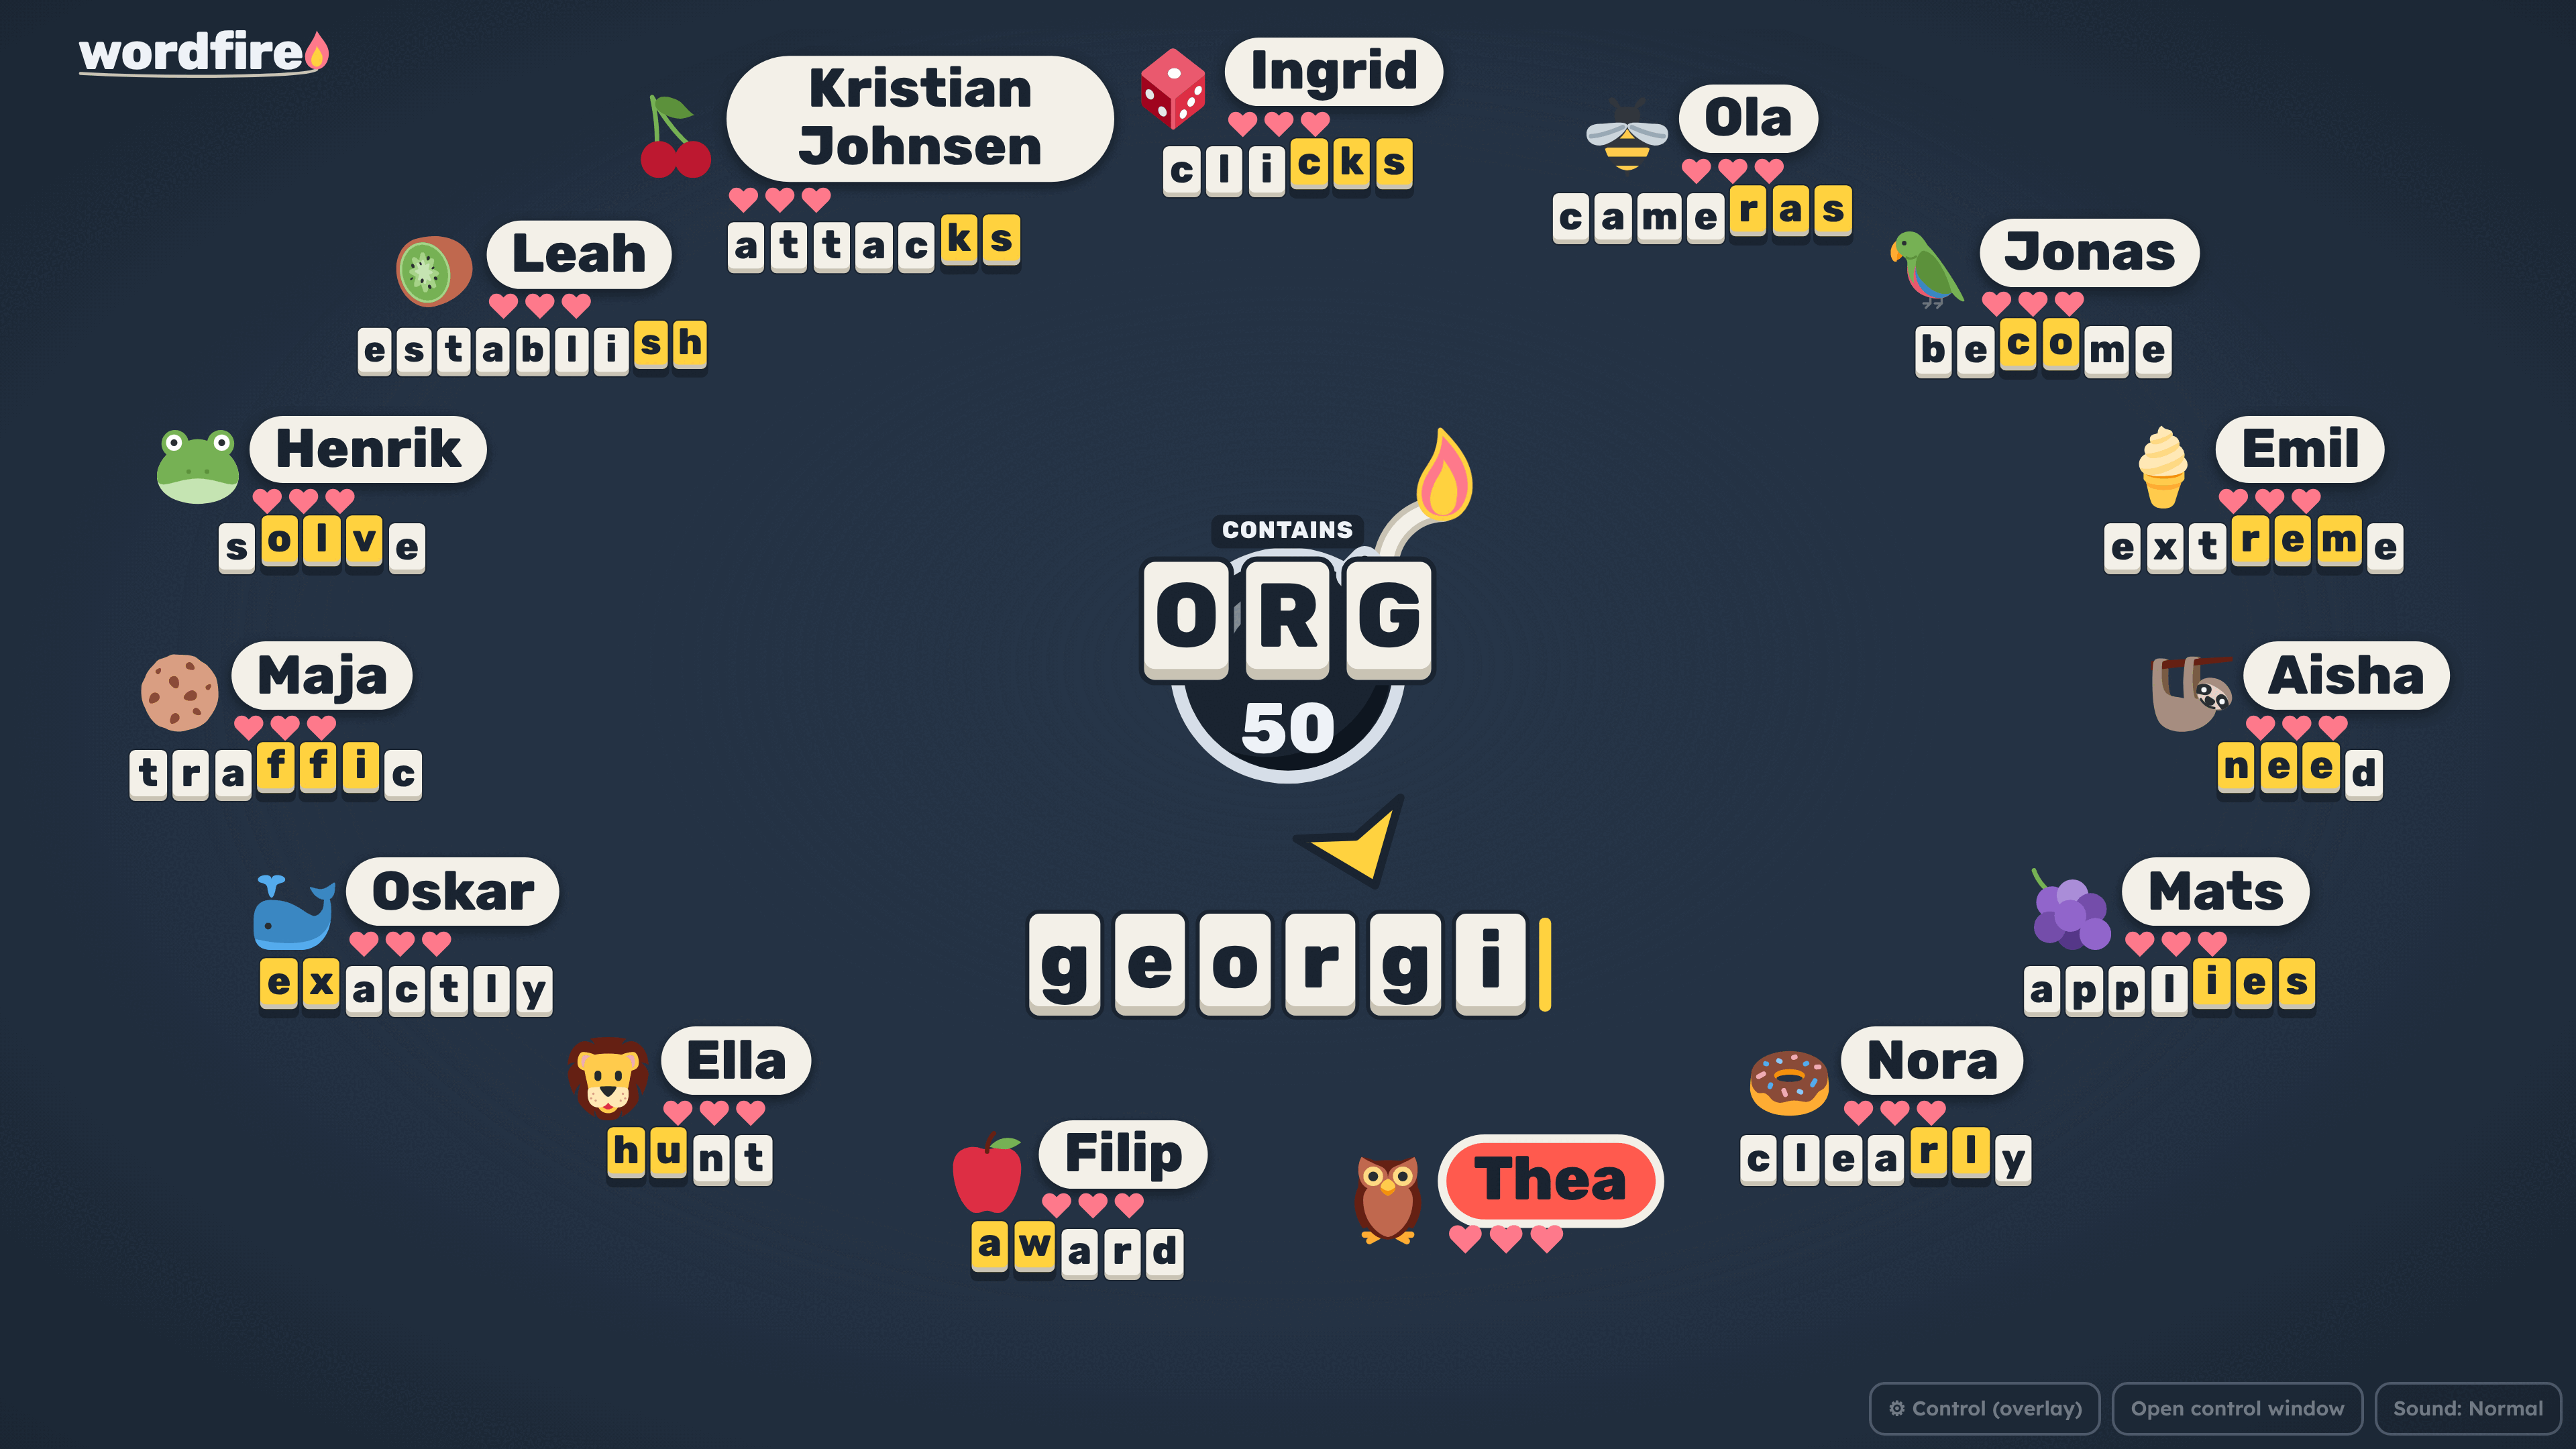 wordfire
Kristian
Johnsen
attacks
Ingrid
clicks
Ola
cameras
Leah
establish
Jonas
become
Henrik
solve
Emil
extreme
CONTAINS
ORG
50
Maja
traffic
Aisha
need
Oskar
exactly
georgi
Mats
applies
Ella
hunt
Nora
clearly
Filip
award
Thea
⚙ Control (overlay)
Open control window
Sound: Normal